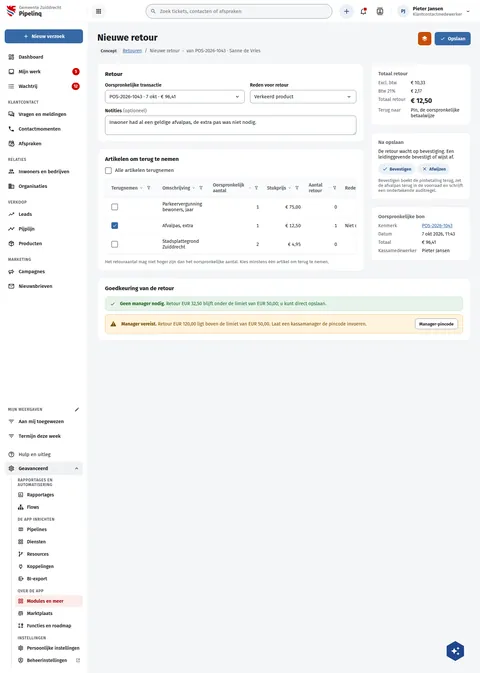 Gemeente Zuiddrecht
Pipelinq
Zoek tickets, contacten of afspraken
PJ
Pieter Jansen
Klantcontactmedewerker
+ Nieuw verzoek
Dashboard
Mijn werk
Wachtrij
KLANTCONTACT
Vragen en meldingen
Contactmomenten
Afspraken
RELATIES
Inwoners en bedrijven
Organisaties
VERKOOP
Leads
Pijplijn
Producten
MARKETING
Campagnes
Nieuwsbrieven
MIJN WEERGAVEN
Aan mij toegewezen
Termijn deze week
Hulp en uitleg
Geavanceerd
RAPPORTAGES EN
AUTOMATISERING
Rapportages
Flows
DE APP INRICHTEN
Pipelines
Diensten
Resources
Koppelingen
BI-export
OVER DE APP
Modules en meer
Marktplaats
Functies en roadmap
INSTELLINGEN
Persoonlijke instellingen
Beheerinstellingen
Nieuwe retour
Opslaan
Concept Retouren / Nieuwe retour · van POS-2026-1043 · Sanne de Vries
Retour
Oorspronkelijke transactie
POS-2026-1043 · 7 okt · € 96,41
Reden voor retour
Verkeerd product
Notities (optioneel)
Inwoner had al een geldige afvalpas, de extra pas was niet nodig.
Artikelen om terug te nemen
Alle artikelen terugnemen
Terugnemen
Omschrijving
Oorspronkelijk aantal
Stukprijs
Aantal retour
Rede
Parkeervergunning bewoners, jaar 1 € 75,00 0
Afvalpas, extra 1 € 12,50 1 Niet
Stadsplattegrond Zuiddrecht 2 € 4,95 0
Het retouraantal mag niet hoger zijn dan het oorspronkelijke aantal. Kies minstens één artikel om terug te nemen.
Goedkeuring van de retour
Geen manager nodig. Retour EUR 32,50 blijft onder de limiet van EUR 50,00; u kunt direct opslaan.
Manager vereist. Retour EUR 120,00 ligt boven de limiet van EUR 50,00. Laat een kassamanager de pincode invoeren.
Manager-pincode
Totaal retour
Excl. btw € 10,33
Btw 21% € 2,17
Totaal retour € 12,50
Terug naar Pin, de oorspronkelijke betaalwijze
Na opslaan
De retour wacht op bevestiging. Een leidinggevende bevestigt of wijst af.
Bevestigen
Afwijzen
Bevestigen boekt de pinbetaling terug, zet de afvalpas terug in de voorraad en schrijft een ondertekende auditregel.
Oorspronkelijke bon
Kenmerk POS-2026-1043
Datum 7 okt 2026, 11:43
Totaal € 96,41
Kassamedewerker Pieter Jansen